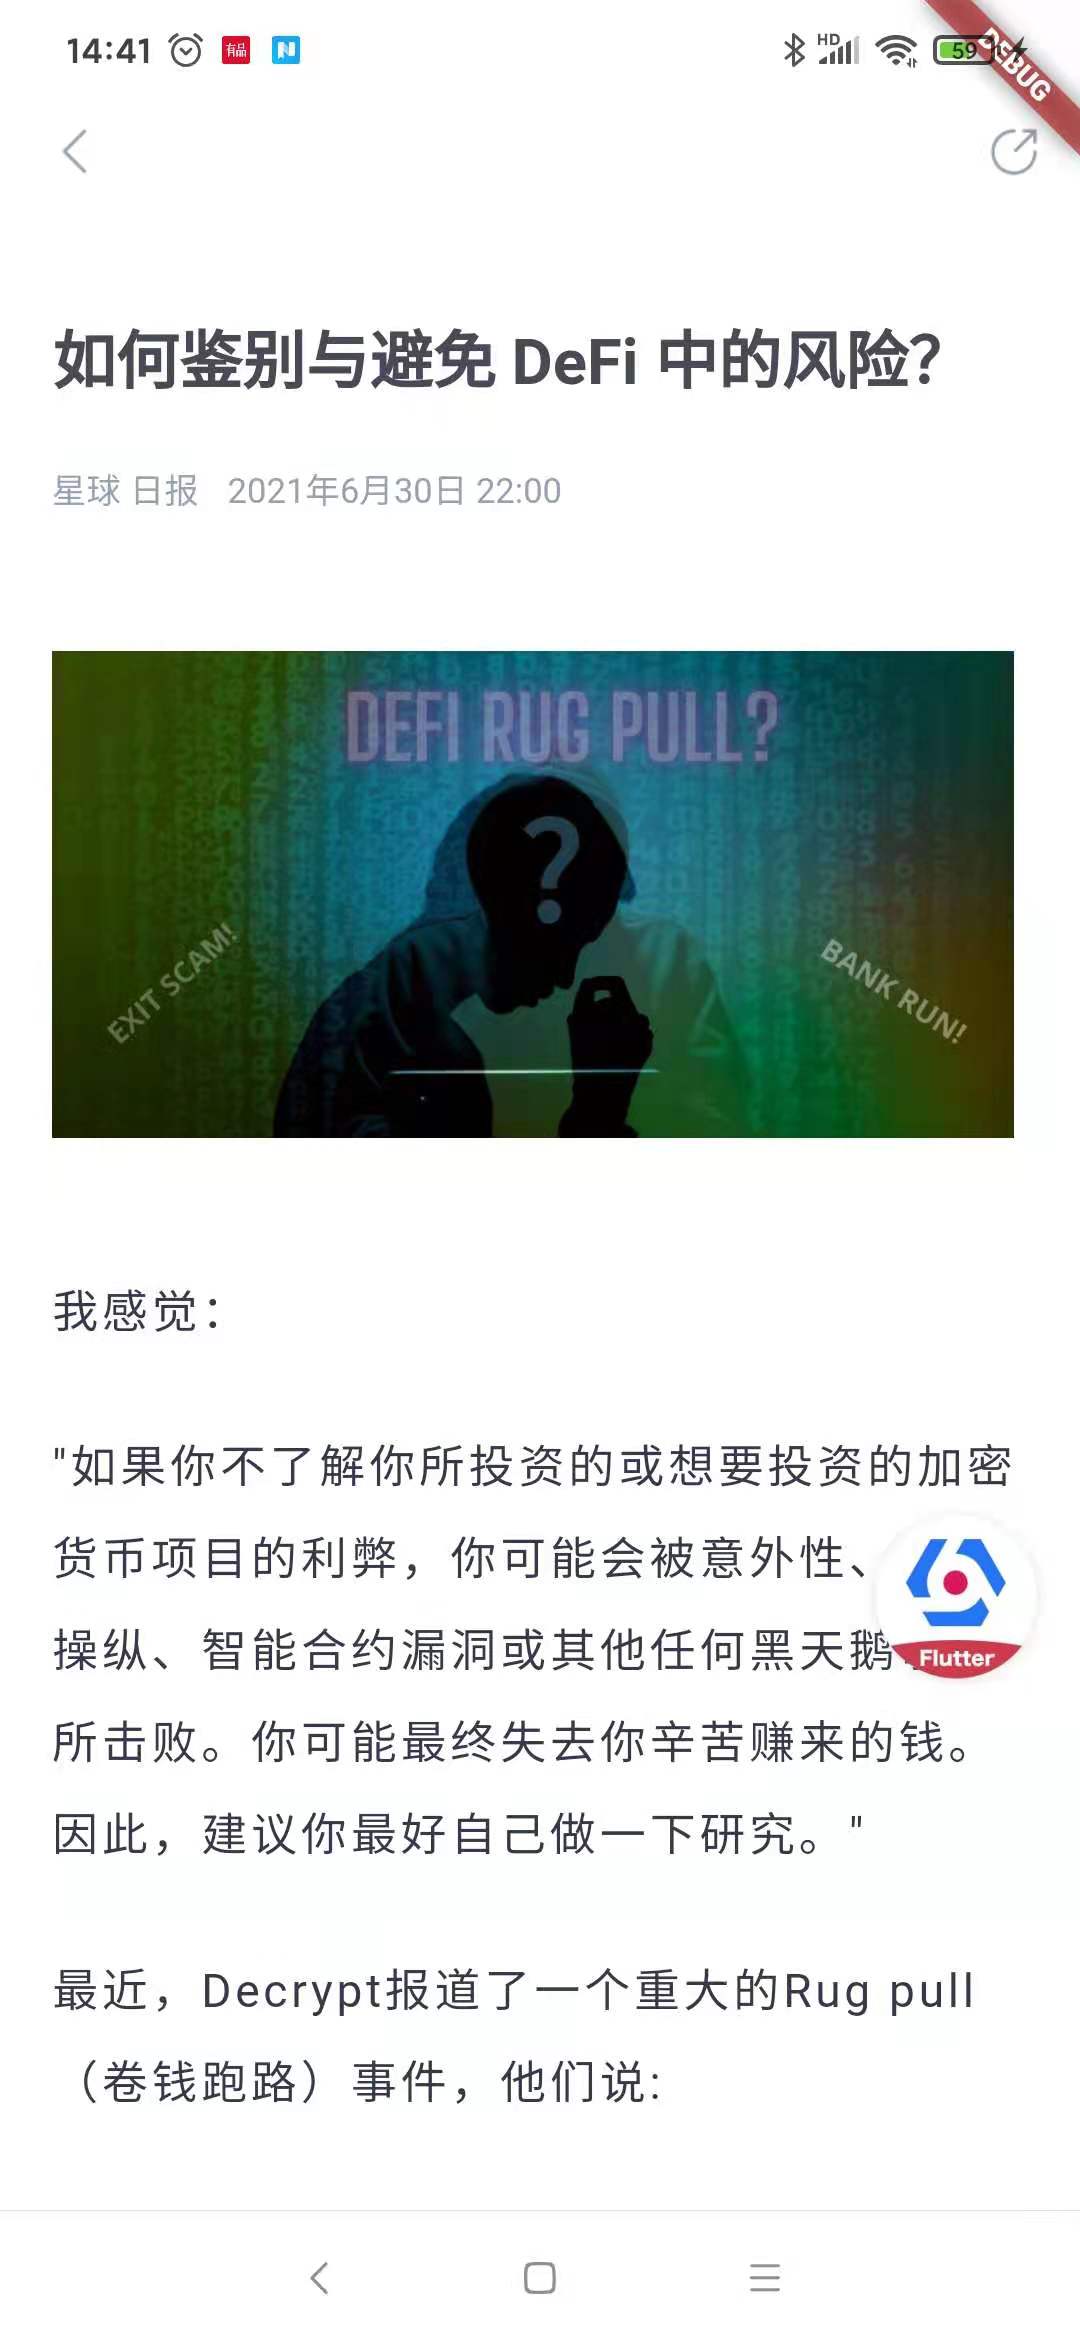 14:41
有品
N
HD
59
DEBUG
如何鉴别与避免 DeFi 中的风险?
星球 日报 2021年6月30日 22:00
DEFI RUG PULL?
?
EXIT SCAM!
BANK RUN!
我感觉：
"如果你不了解你所投资的或想要投资的加密
货币项目的利弊，你可能会被意外性、
操纵、智能合约漏洞或其他任何黑天鹅
所击败。你可能最终失去你辛苦赚来的钱。
因此，建议你最好自己做一下研究。"
Flutter
最近，Decrypt报道了一个重大的Rug pull
（卷钱跑路）事件，他们说: